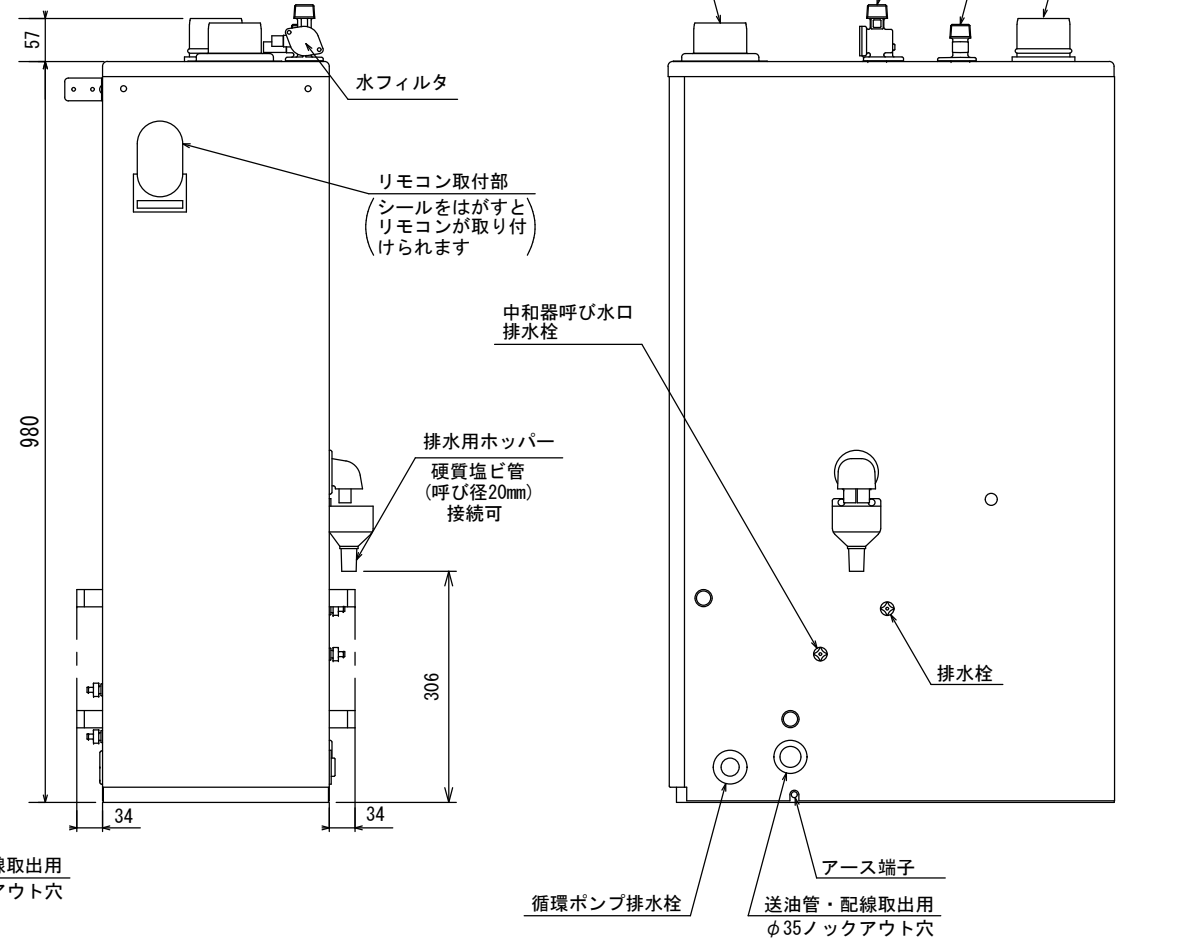 57
水フィルタ
リモコン取付部
(シールをはがすと
リモコンが取り付
けられます)
中和器呼び水口
排水栓
980
排水用ホッパー
硬質塩ビ管
(呼び径20mm)
接続可
306
排水栓
34
34
線取出用
アウト穴
アース端子
循環ポンプ排水栓
送油管・配線取出用
φ35ノックアウト穴